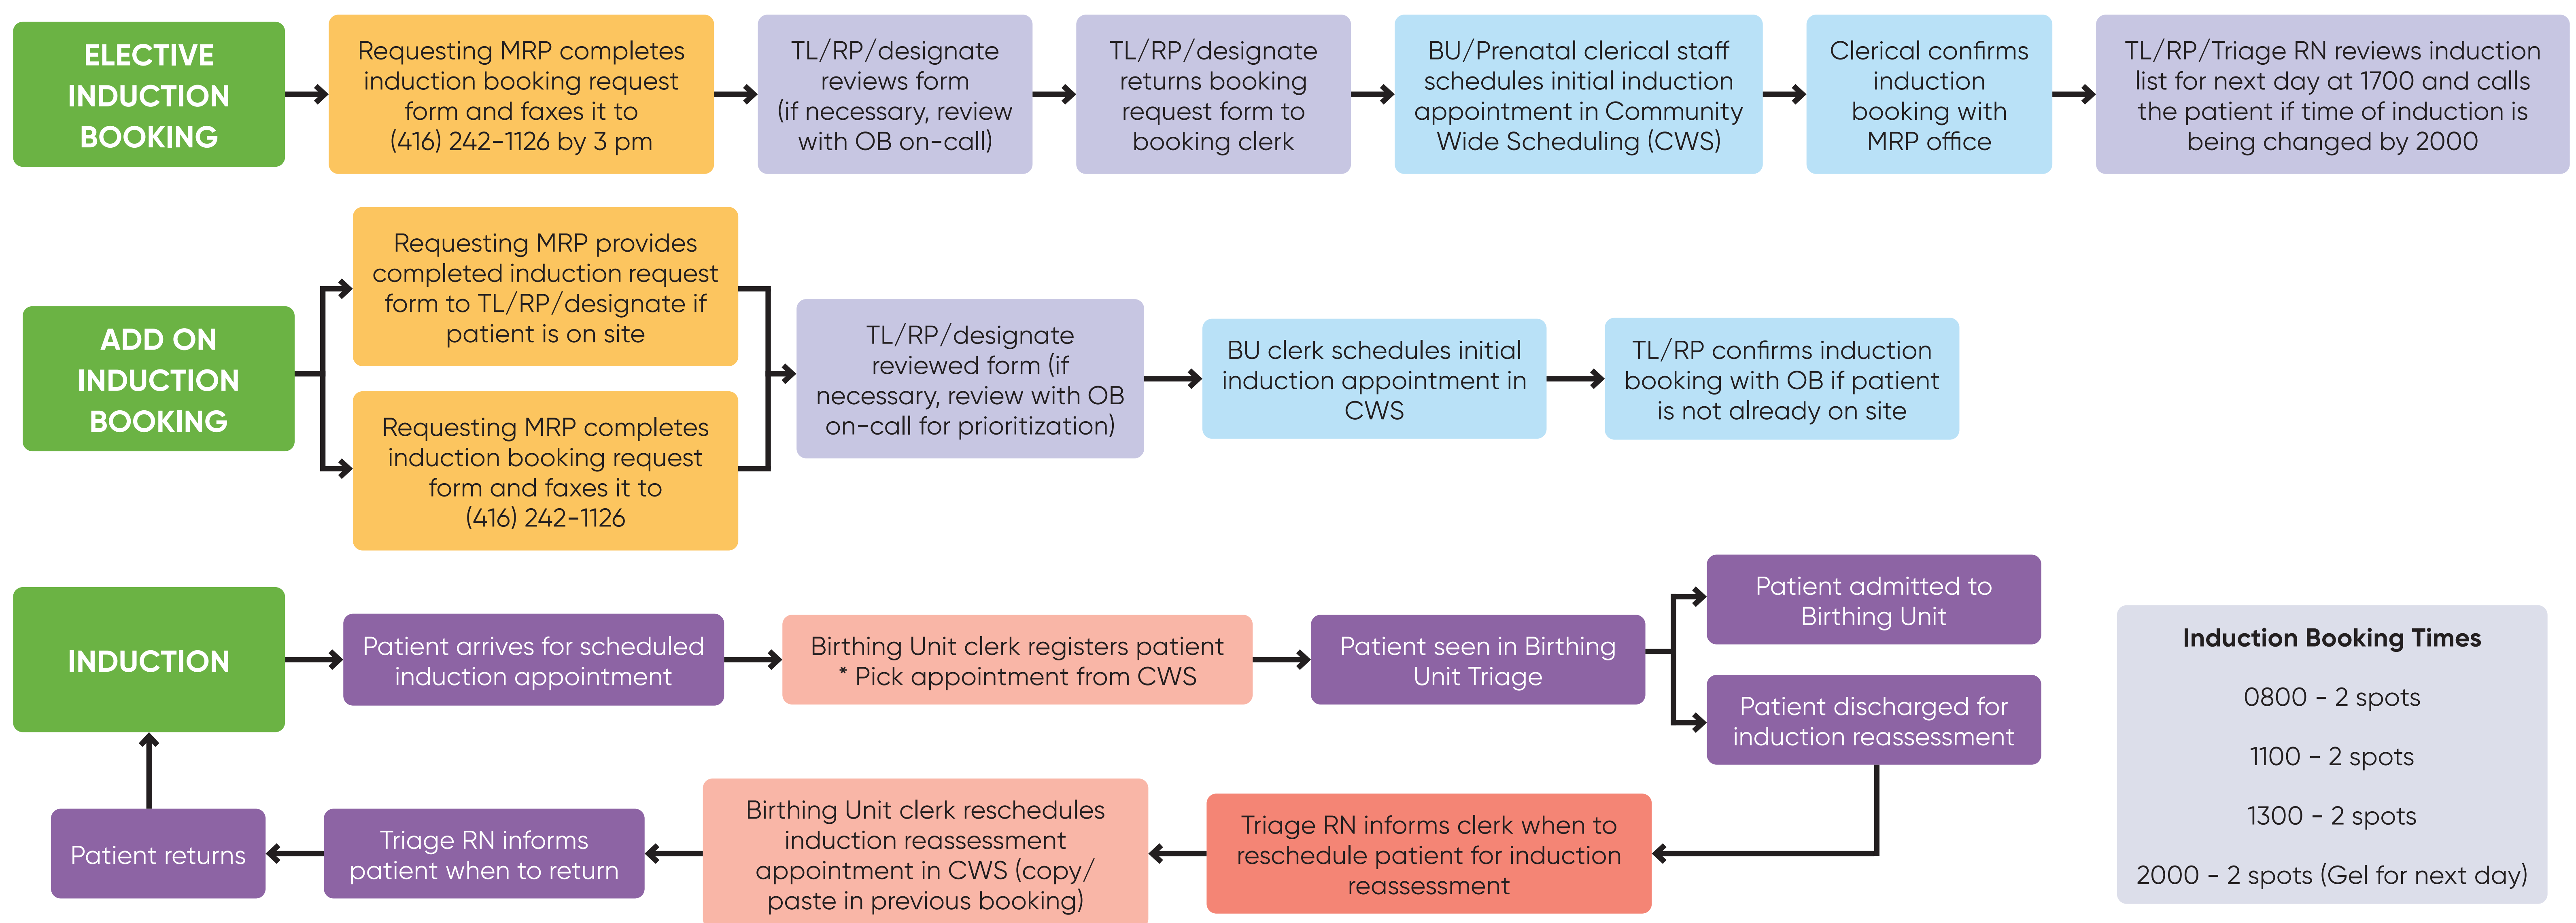 ELECTIVE
INDUCTION
BOOKING
Requesting MRP completes
induction booking request
form and faxes it to
(416) 242-1126 by 3 pm
TL/RP/designate
reviews form
(if necessary, review
with OB on-call)
TL/RP/designate
returns booking
request form to
booking clerk
BU/Prenatal clerical staff
schedules initial induction
appointment in Community
Wide Scheduling (CWS)
Clerical confirms
induction
booking with
MRP office
TL/RP/Triage RN reviews induction
list for next day at 1700 and calls
the patient if time of induction is
being changed by 2000
ADD ON
INDUCTION
BOOKING
Requesting MRP provides
completed induction request
form to TL/RP/designate if
patient is on site
Requesting MRP completes
induction booking request
form and faxes it to
(416) 242-1126
TL/RP/designate
reviewed form (if
necessary, review with OB
on-call for prioritization)
BU clerk schedules initial
induction appointment in
CWS
TL/RP confirms induction
booking with OB if patient
is not already on site
INDUCTION
Patient arrives for scheduled
induction appointment
Birthing Unit clerk registers patient
* Pick appointment from CWS
Patient seen in Birthing
Unit Triage
Patient admitted to
Birthing Unit
Patient discharged for
induction reassessment
Triage RN informs clerk when to
reschedule patient for induction
reassessment
Birthing Unit clerk reschedules
induction reassessment
appointment in CWS (copy/
paste in previous booking)
Triage RN informs
patient when to return
Patient returns
Induction Booking Times
0800 - 2 spots
1100 - 2 spots
1300 - 2 spots
2000 - 2 spots (Gel for next day)